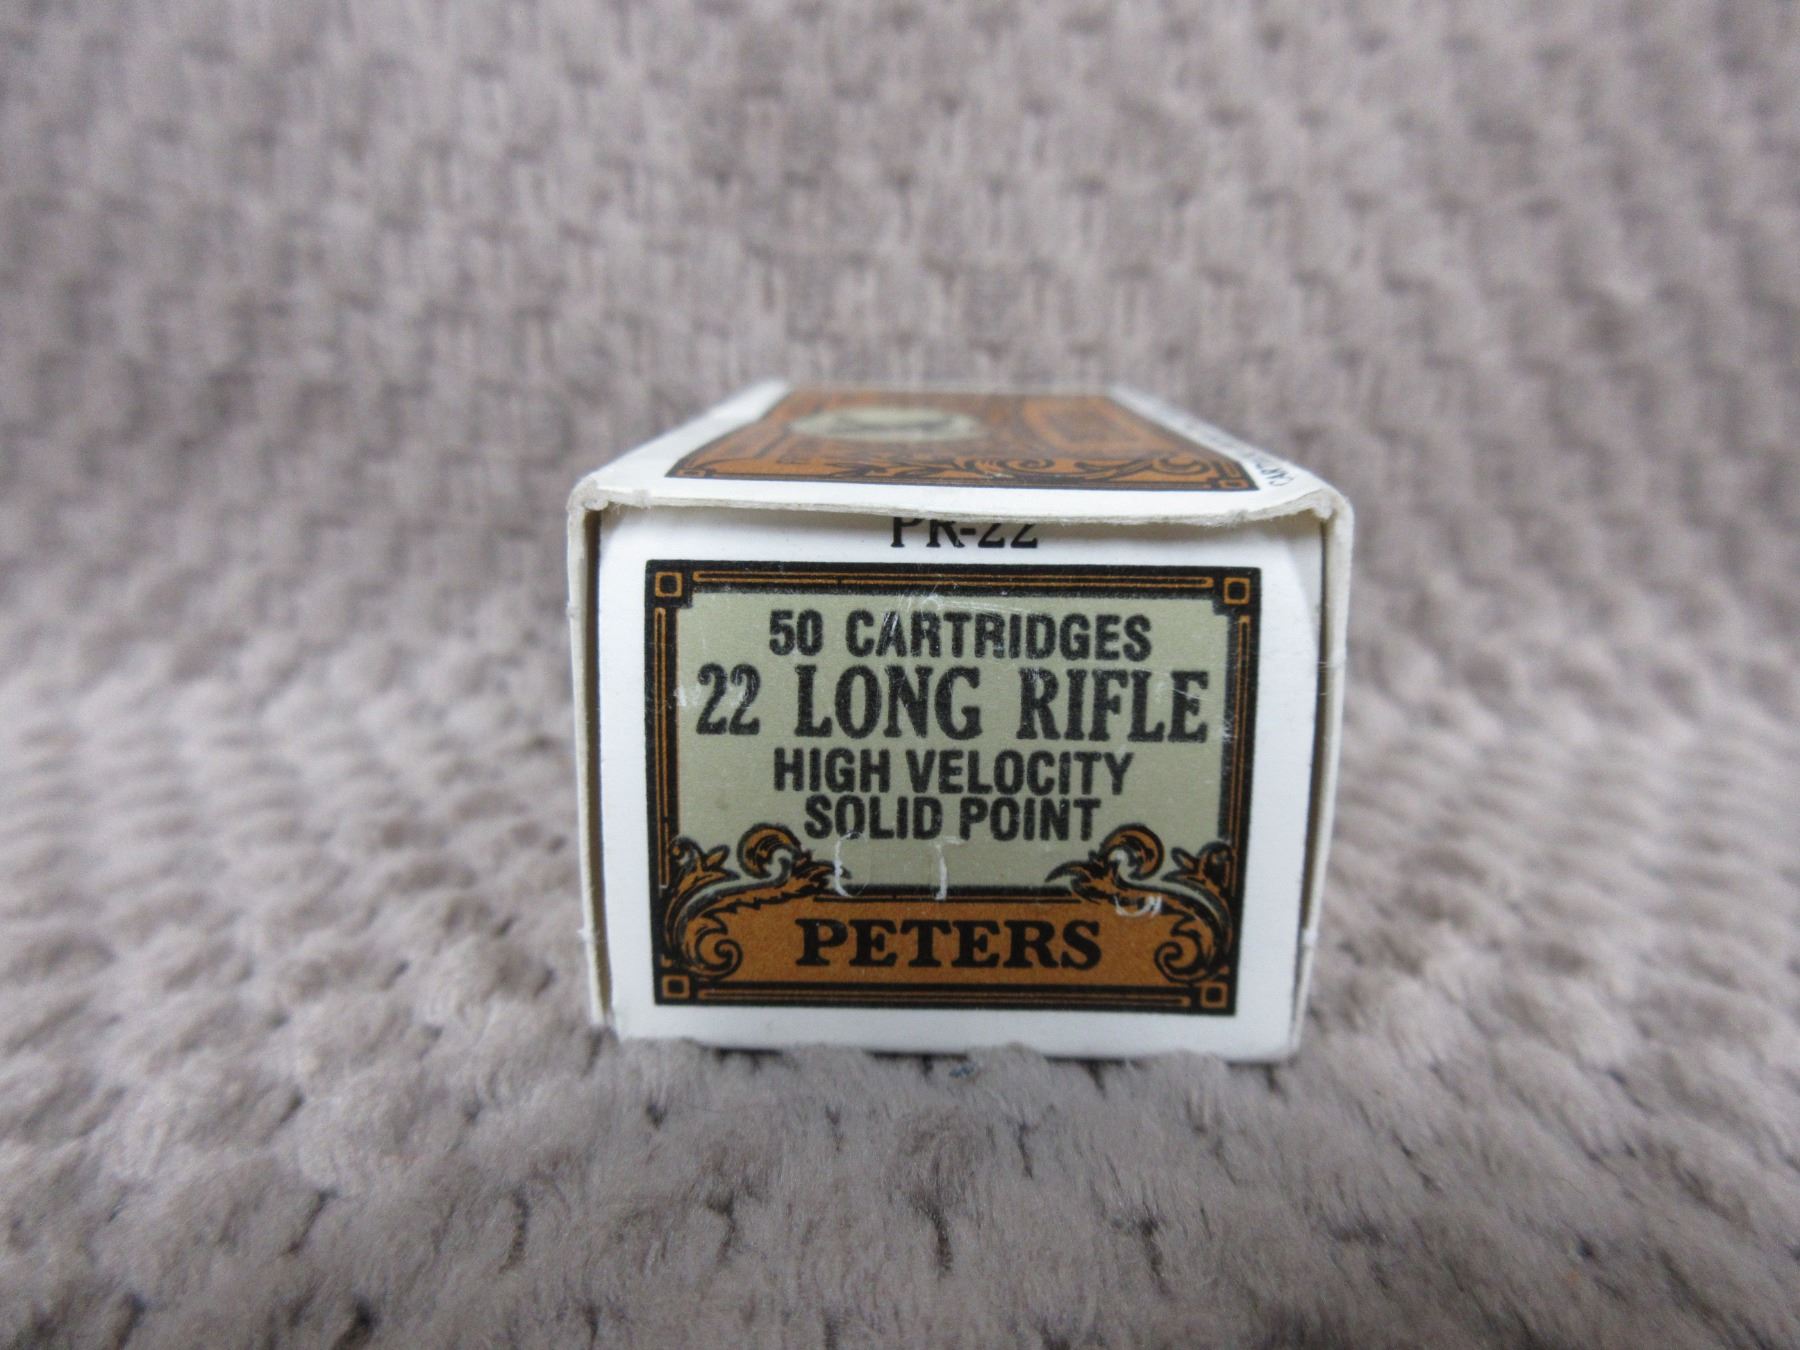 PR-22
50 CARTRIDGES
22 LONG RIFLE
HIGH VELOCITY
SOLID POINT
PETERS